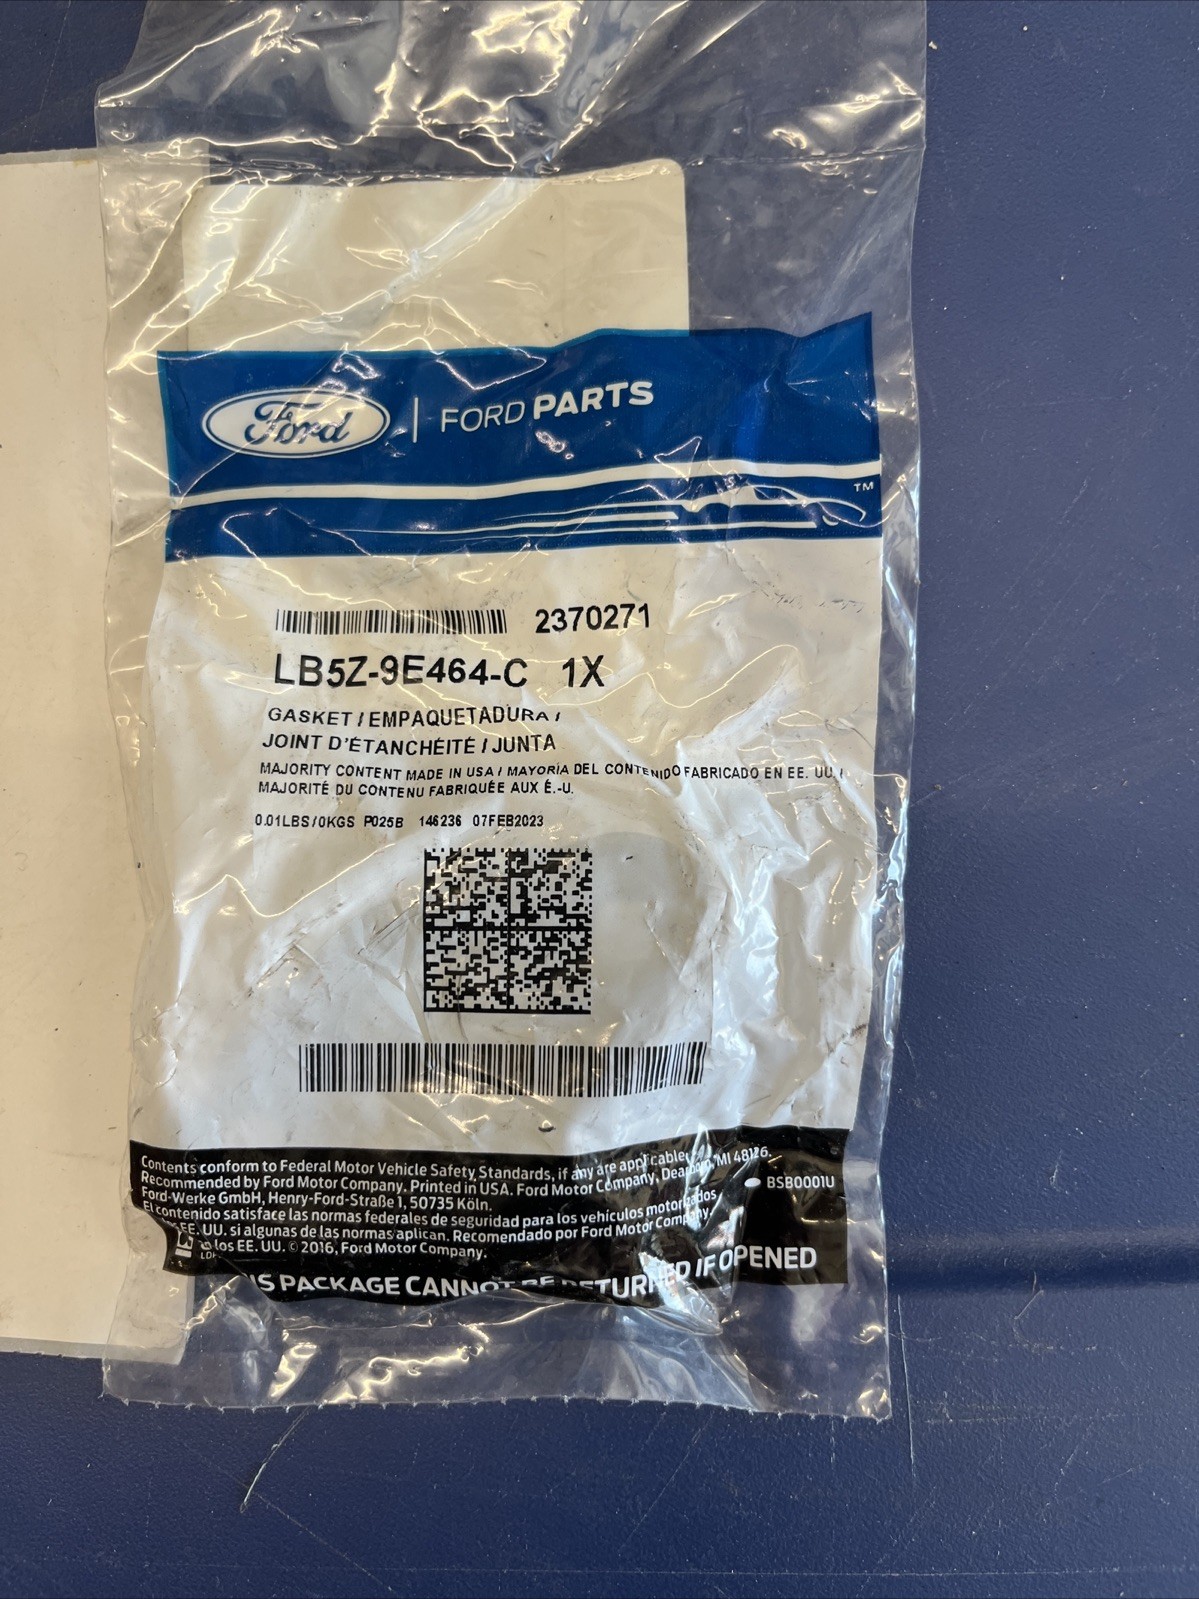 Ford | FORD PARTS
TM
2370271
LB5Z-9E464-C 1X
GASKET / EMPAQUETADURA /
JOINT D'ÉTANCHÉITÉ / JUNTA
MAJORITY CONTENT MADE IN USA / MAYORÍA DEL CONTENIDO FABRICADO EN EE. UU. /
MAJORITÉ DU CONTENU FABRIQUÉE AUX É.-U.
0.01LBS/0KGS P025B 146236 07FEB2023
Contents conform to Federal Motor Vehicle Safety Standards, if any are applicable.
Recommended by Ford Motor Company. Printed in USA. Ford Motor Company, Dearborn, MI 48126.
Ford-Werke GmbH, Henry-Ford-Straße 1, 50735 Köln.
BSB0001U
El contenido satisface las normas federales de seguridad para los vehículos motorizados
EE. UU. si algunas de las normas aplican. Recomendado por Ford Motor Company.
los EE. UU. © 2016, Ford Motor Company.
PACKAGE CANNOT BE RETURNED IF OPENED